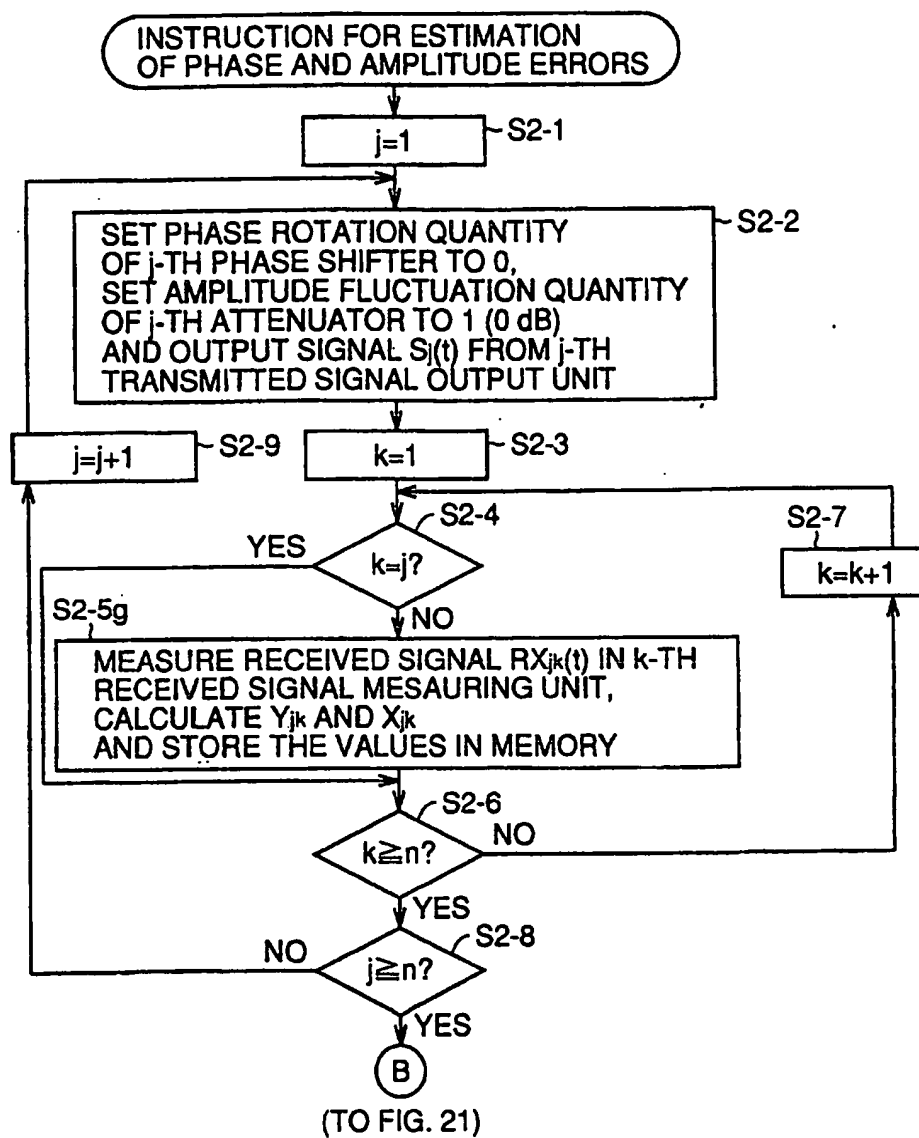 INSTRUCTION FOR ESTIMATION
OF PHASE AND AMPLITUDE ERRORS
j=1
S2-1
SET PHASE ROTATION QUANTITY
OF j-TH PHASE SHIFTER TO 0,
SET AMPLITUDE FLUCTUATION QUANTITY
OF j-TH ATTENUATOR TO 1 (0 dB)
AND OUTPUT SIGNAL Sj(t) FROM j-TH
TRANSMITTED SIGNAL OUTPUT UNIT
S2-2
j=j+1
S2-9
k=1
S2-3
S2-4
YES
k=j?
NO
S2-7
k=k+1
S2-5g
MEASURE RECEIVED SIGNAL RXjk(t) IN k-TH
RECEIVED SIGNAL MESAURING UNIT,
CALCULATE Yjk AND Xjk
AND STORE THE VALUES IN MEMORY
S2-6
k≧n?
NO
YES
S2-8
NO
j≧n?
YES
B
(TO FIG. 21)